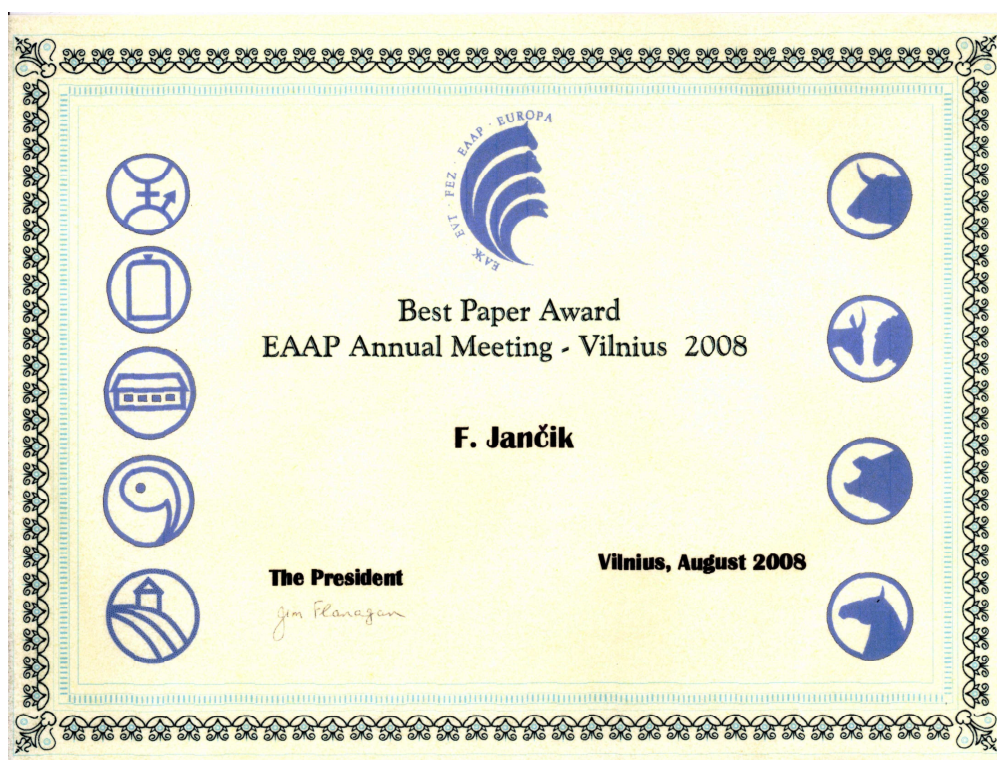 ЕАЖ · EVT · FEZ · EAAP · EUROPA
Best Paper Award
EAAP Annual Meeting - Vilnius 2008
F. Jančik
Vilnius, August 2008
The President
Jim Flanagan